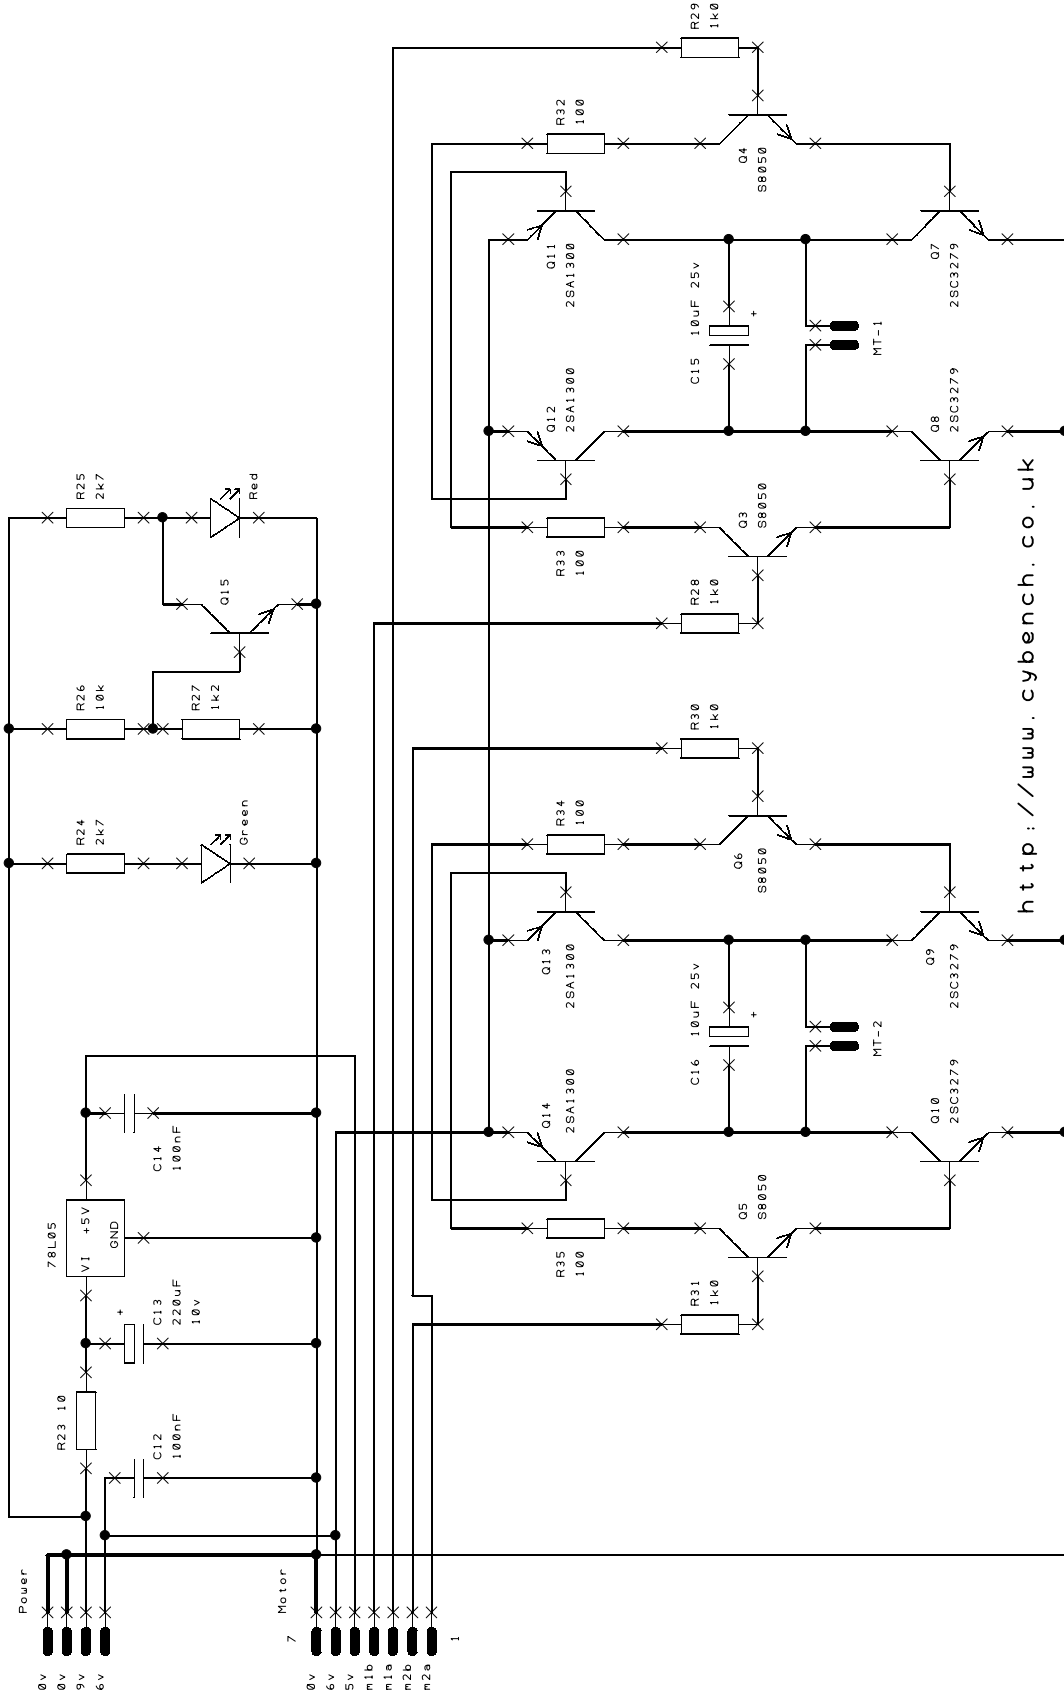 R29
1k0
R32
100
Q4
S8050
Q11
2SA1300
Q7
2SC3279
10uF 25v
C15
+
MT-1
Q12
2SA1300
Q8
2SC3279
R25
2k7
Red
Q15
R33
100
Q3
S8050
R28
1k0
http://www.cybench.co.uk
R26
10k
R27
1k2
R30
1k0
R24
2k7
Green
R34
100
Q6
S8050
Q13
2SA1300
Q9
2SC3279
10uF 25v
C16
+
MT-2
Q14
2SA1300
Q10
2SC3279
C14
100nF
78L05
VI
+5V
GND
Q5
S8050
R35
100
R31
1k0
+
C13
220uF
10v
R23 10
C12
100nF
Power
0v
0v
9v
6v
Motor
7
1
0v
6v
5v
m1b
m1a
m2b
m2a